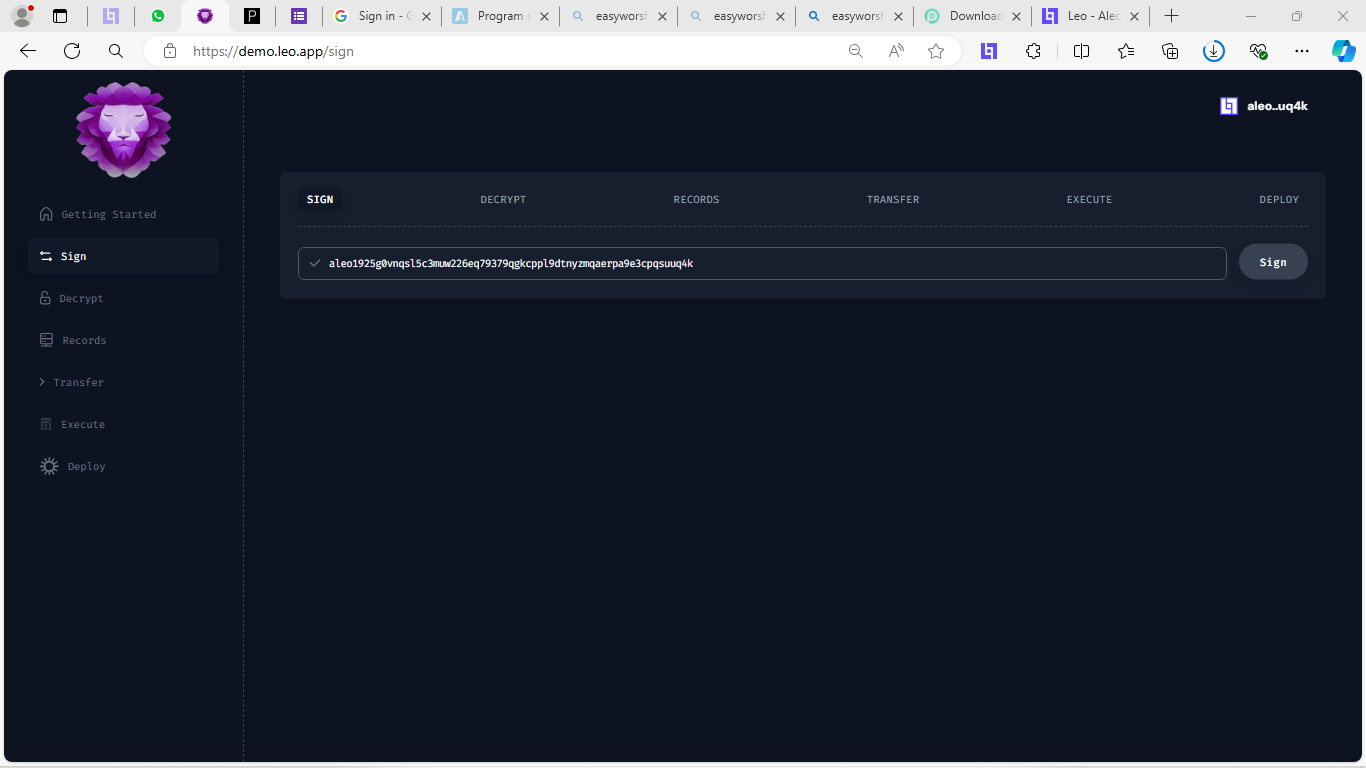 Sign in - G
Program s
easyworsh
easyworsh
easyworsh
Download
Leo - Aleo
https://demo.leo.app/sign
aleo..uq4k
SIGN DECRYPT RECORDS TRANSFER EXECUTE DEPLOY
aleo1925g0vnqsl5c3muw226eq79379qgkcppl9dtnyzmqaerpa9e3cpqsuuq4k
Sign
Getting Started
Sign
Decrypt
Records
Transfer
Execute
Deploy